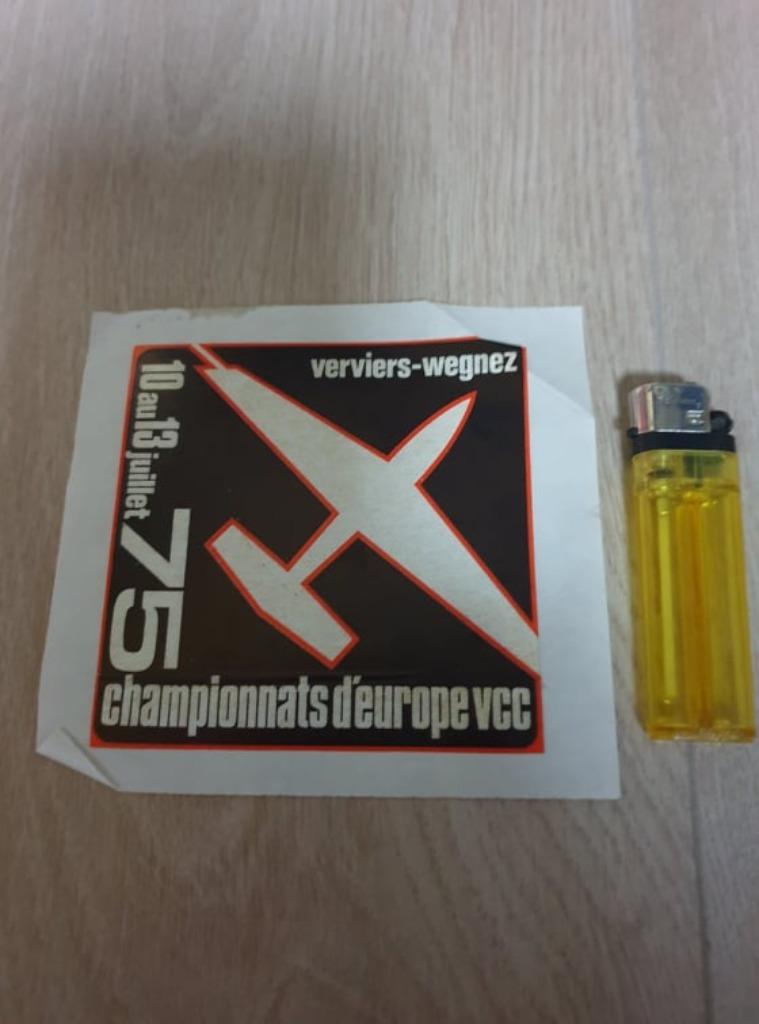 verviers-wegnez
10 au 13 juillet
75
championnats d'europe vcc